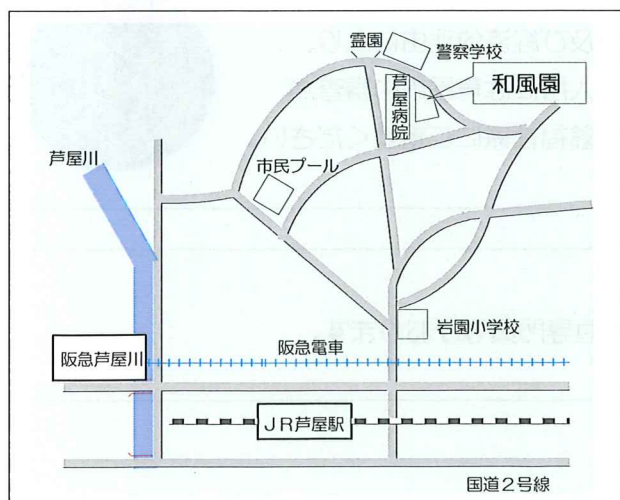 霊園
警察学校
和風園
芦屋病院
市民プール
芦屋川
岩園小学校
阪急芦屋川
阪急電車
JR芦屋駅
国道2号線